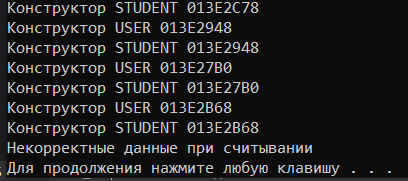 Конструктор STUDENT 013E2C78
Конструктор USER 013E2948
Конструктор STUDENT 013E2948
Конструктор USER 013E27B0
Конструктор STUDENT 013E27B0
Конструктор USER 013E2B68
Конструктор STUDENT 013E2B68
Некорректные данные при считывании
Для продолжения нажмите любую клавишу . . .